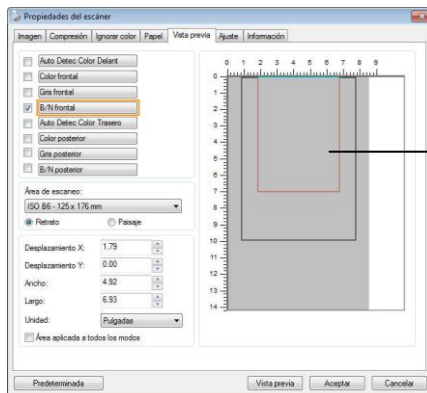 Propiedades del escáner
Imagen Compresión Ignorar color Papel Vista previa Ajuste Información
Auto Detec Color Delant
Color frontal
Gris frontal
B/N frontal
Auto Detec Color Trasero
Color posterior
Gris posterior
B/N posterior
Área de escaneo:
ISO B6 - 125 x 176 mm
Retrato Paisaje
Desplazamiento X: 1.79
Desplazamiento Y: 0.00
Ancho: 4.92
Largo: 6.93
Unidad: Pulgadas
Área aplicada a todos los modos
0 1 2 3 4 5 6 7 8 9
0
1
2
3
4
5
6
7
8
9
10
11
12
13
14
Predeterminada Vista previa Aceptar Cancelar